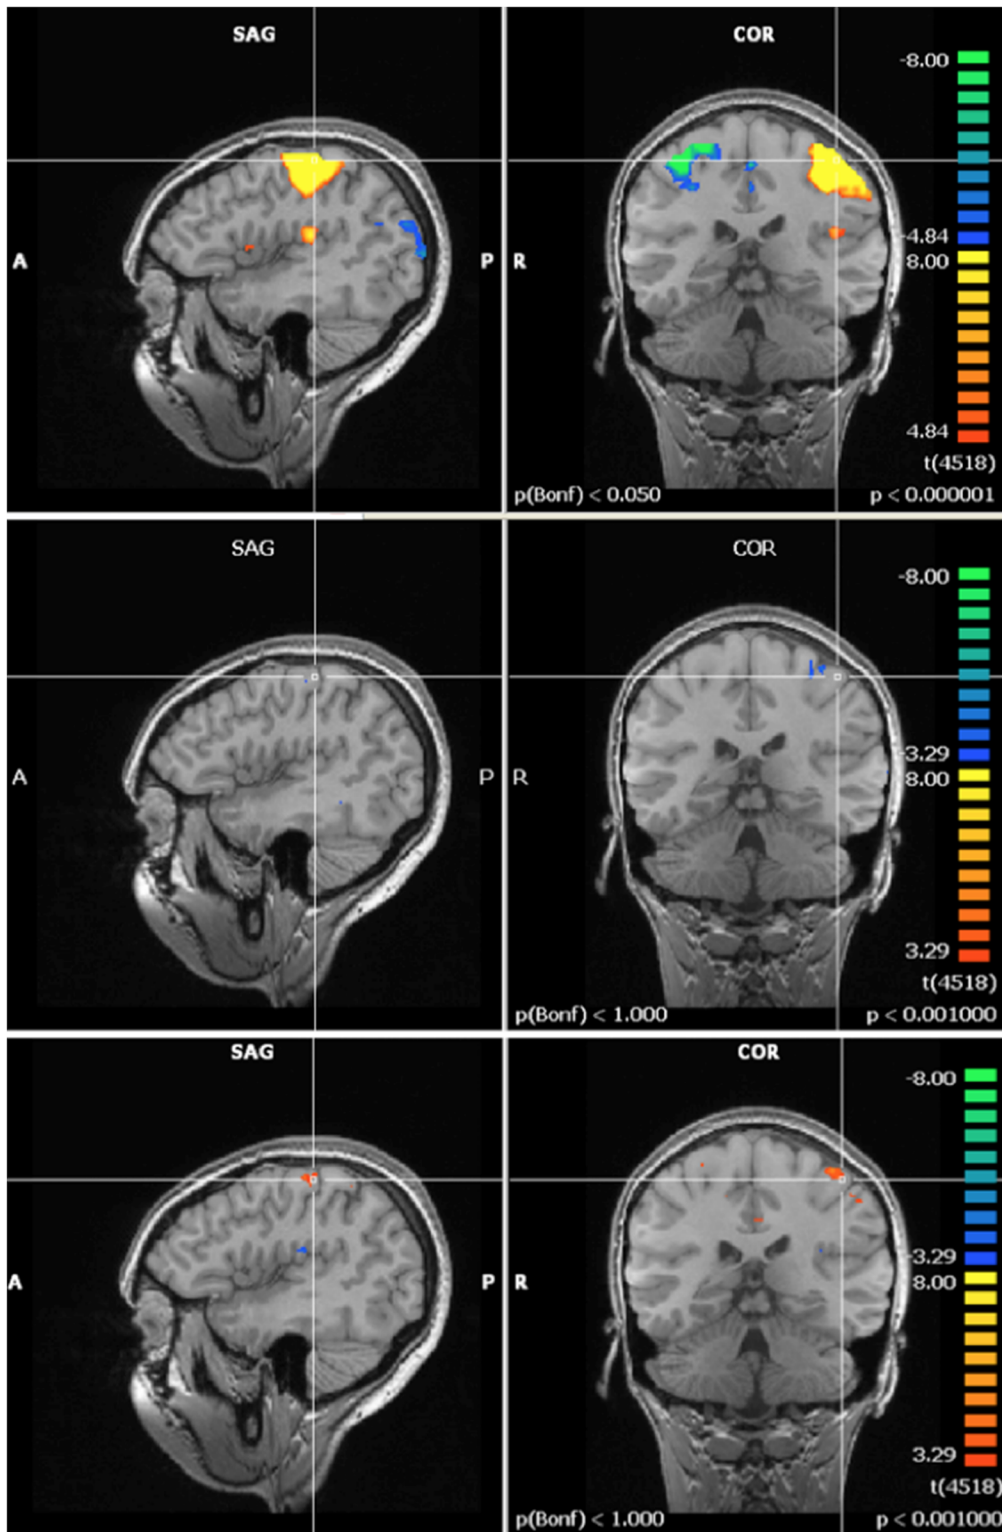 SAG
COR
-8.00
-4.84
8.00
A
P
R
4.84
t(4518)
p(Bonf) < 0.050
p < 0.000001
SAG
COR
-8.00
-3.29
8.00
A
P
R
3.29
t(4518)
p(Bonf) < 1.000
p < 0.001000
SAG
COR
-8.00
-3.29
8.00
A
P
R
3.29
t(4518)
p(Bonf) < 1.000
p < 0.001000